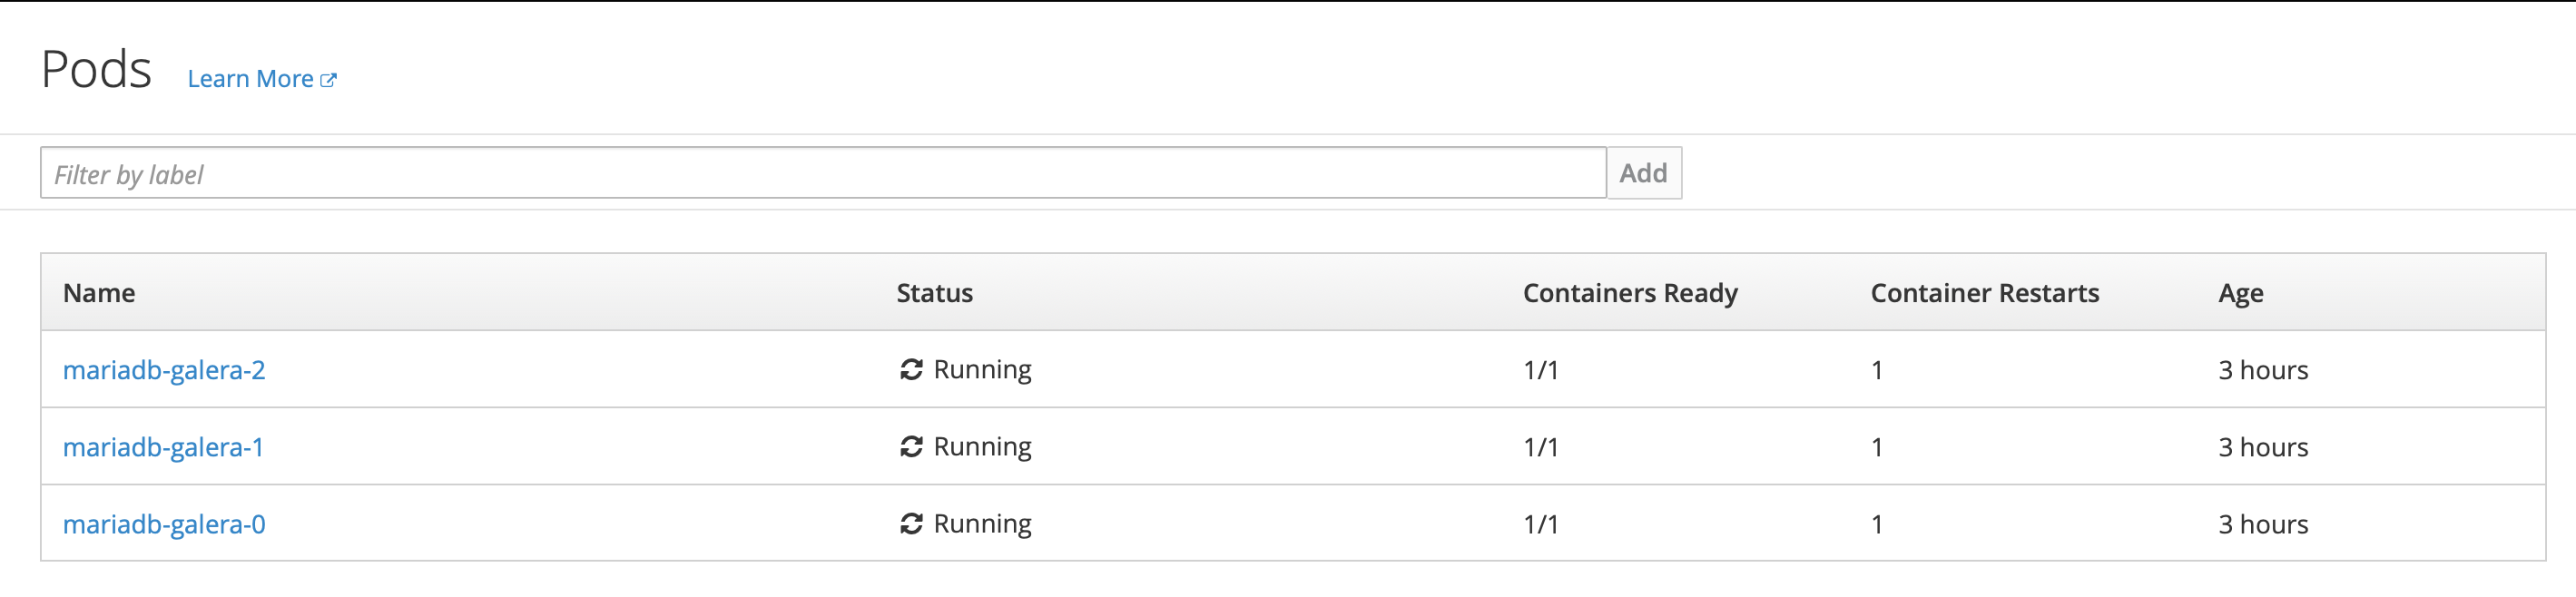 Pods Learn More
Filter by label Add
Name Status Containers Ready Container Restarts Age
mariadb-galera-2 Running 1/1 1 3 hours
mariadb-galera-1 Running 1/1 1 3 hours
mariadb-galera-0 Running 1/1 1 3 hours